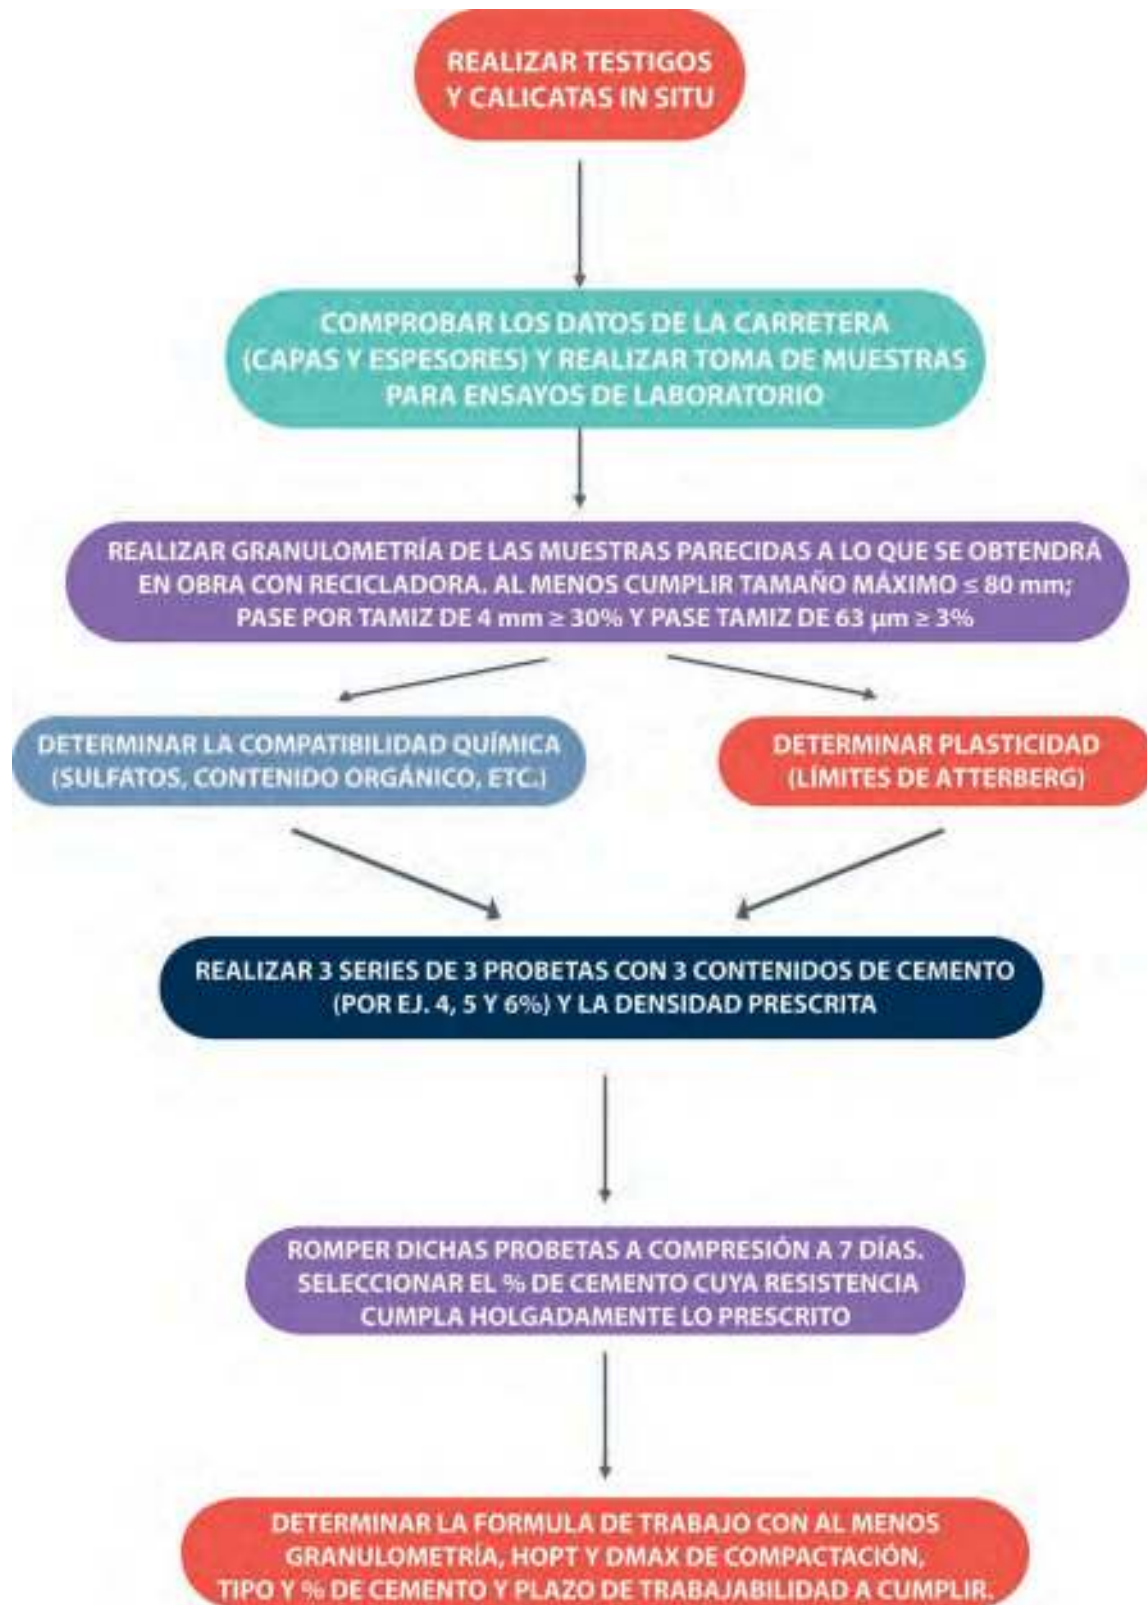 REALIZAR TESTIGOS
Y CALICATAS IN SITU
COMPROBAR LOS DATOS DE LA CARRETERA
(CAPAS Y ESPESORES) Y REALIZAR TOMA DE MUESTRAS
PARA ENSAYOS DE LABORATORIO
REALIZAR GRANULOMETRÍA DE LAS MUESTRAS PARECIDAS A LO QUE SE OBTENDRÁ
EN OBRA CON RECICLADORA. AL MENOS CUMPLIR TAMAÑO MÁXIMO ≤ 80 mm;
PASE POR TAMIZ DE 4 mm ≥ 30% Y PASE TAMIZ DE 63 µm ≥ 3%
DETERMINAR LA COMPATIBILIDAD QUÍMICA
(SULFATOS, CONTENIDO ORGÁNICO, ETC.)
DETERMINAR PLASTICIDAD
(LÍMITES DE ATTERBERG)
REALIZAR 3 SERIES DE 3 PROBETAS CON 3 CONTENIDOS DE CEMENTO
(POR EJ. 4, 5 Y 6%) Y LA DENSIDAD PRESCRITA
ROMPER DICHAS PROBETAS A COMPRESIÓN A 7 DÍAS.
SELECCIONAR EL % DE CEMENTO CUYA RESISTENCIA
CUMPLA HOLGADAMENTE LO PRESCRITO
DETERMINAR LA FORMULA DE TRABAJO CON AL MENOS
GRANULOMETRÍA, HOPT Y DMAX DE COMPACTACIÓN,
TIPO Y % DE CEMENTO Y PLAZO DE TRABAJABILIDAD A CUMPLIR.